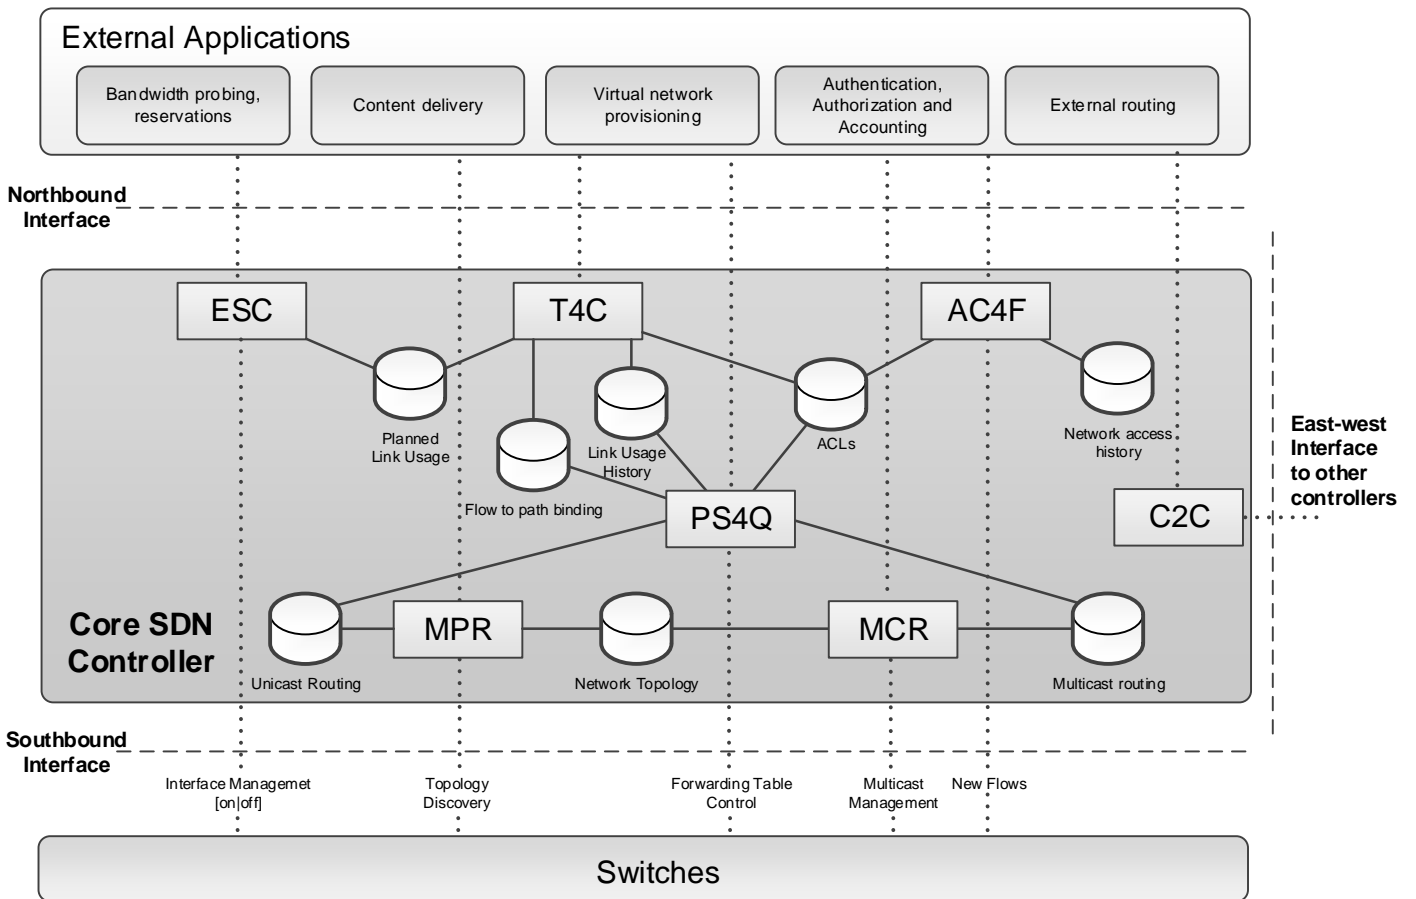 External Applications
Bandwidth probing,
reservations
Content delivery
Virtual network
provisioning
Authentication,
Authorization and
Accounting
External routing
Northbound
Interface
ESC
T4C
AC4F
Planned
Link Usage
Link Usage
History
ACLs
Network access
history
East-west
Interface
to other
controllers
Flow to path binding
PS4Q
C2C
Core SDN
Controller
MPR
MCR
Unicast Routing
Network Topology
Multicast routing
Southbound
Interface
Interface Managemet
[on|off]
Topology
Discovery
Forwarding Table
Control
Multicast
Management
New Flows
Switches